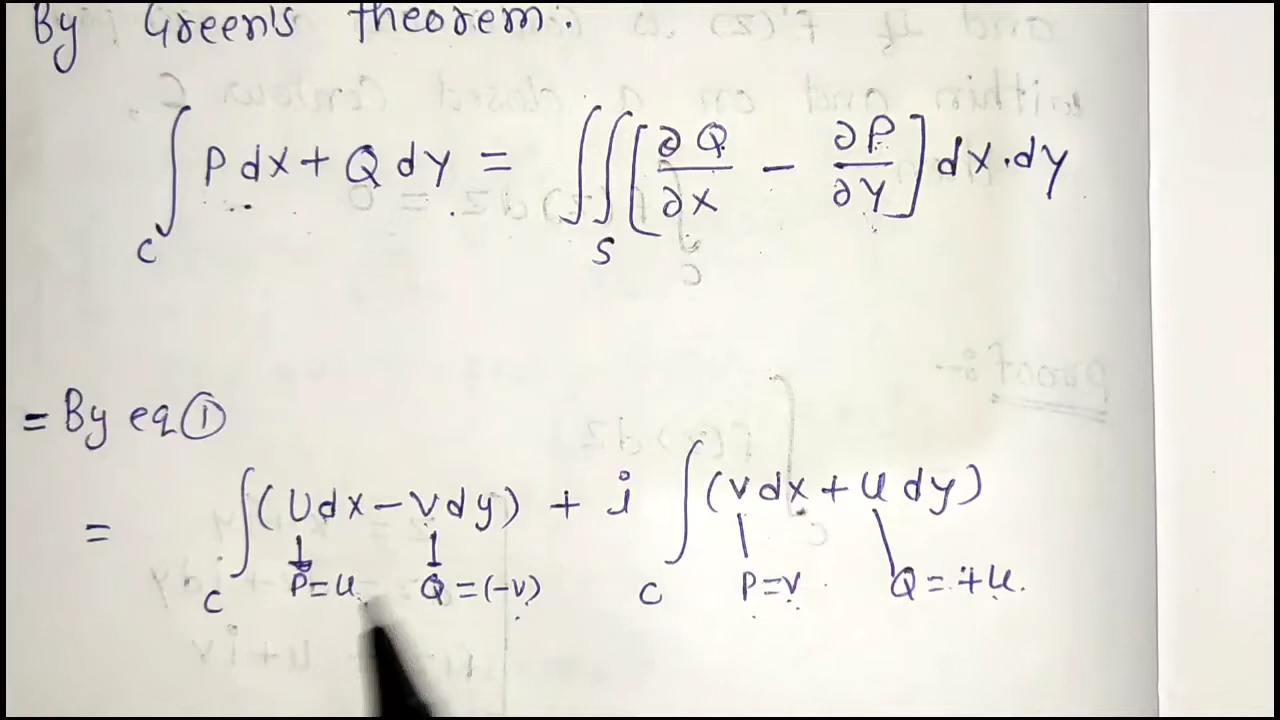 By Green's theorem.
∫_C P dx + Q dy = ∬_S [∂Q/∂x − ∂P/∂y] dx.dy
= By eq ①
= ∫_C (U dx − V dy) + i ∫_C (v dx + u dy)
P=u Q=(-v) P=v Q=+u.